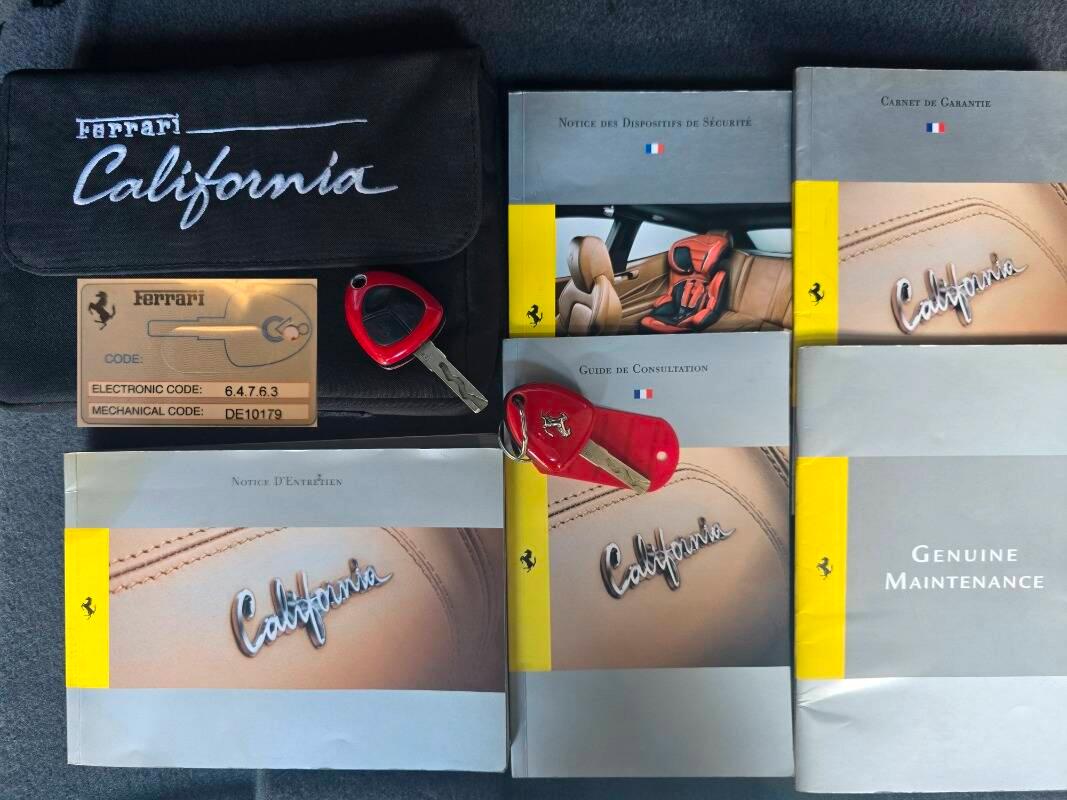 Ferrari
California
Ferrari
CODE:
ELECTRONIC CODE: 6.4.7.6.3
MECHANICAL CODE: DE10179
Notice des Dispositifs de Sécurité
Carnet de Garantie
California
Guide de Consultation
California
Notice D'Entretien
California
Genuine
Maintenance